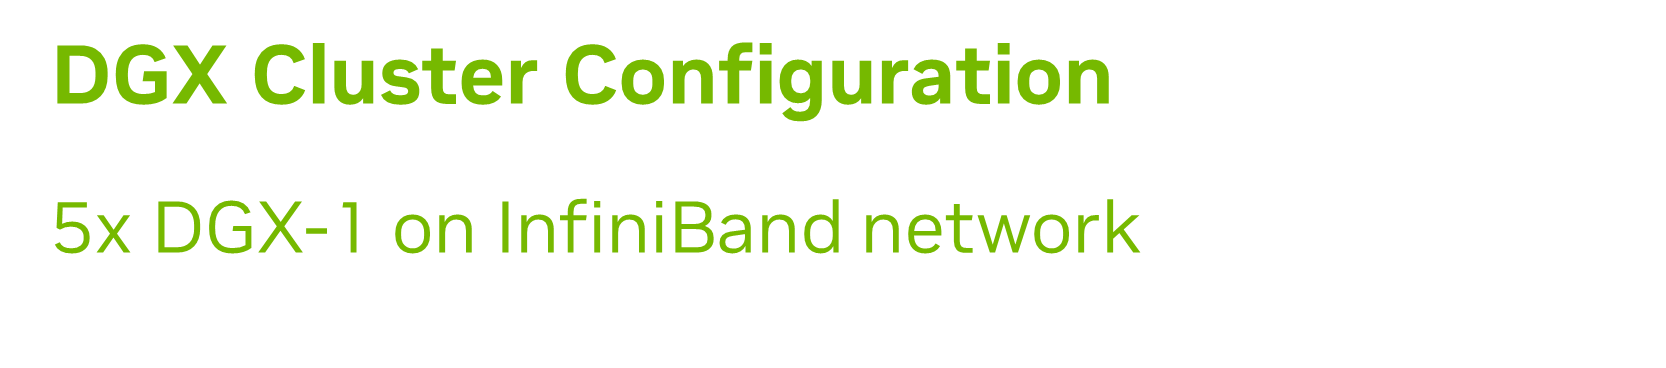 DGX Cluster Configuration
5x DGX-1 on InfiniBand network